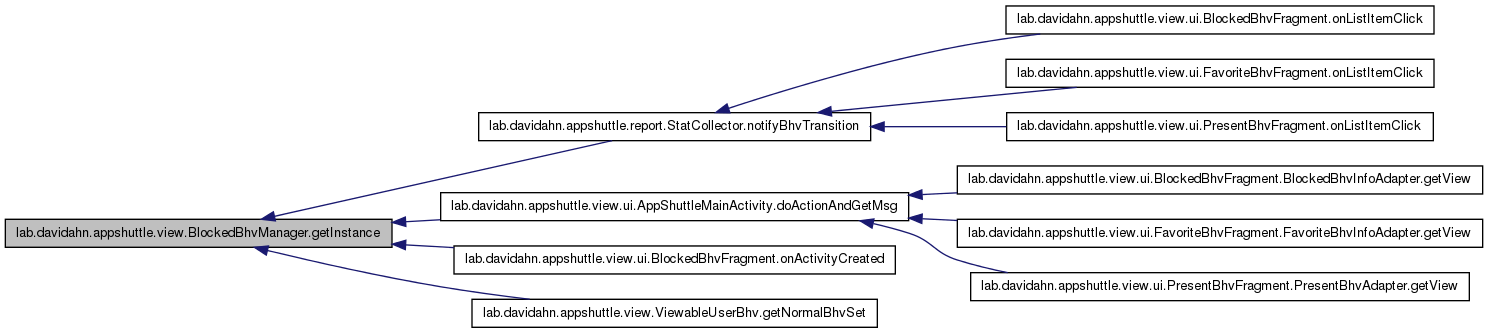 lab.davidahn.appshuttle.view.ui.BlockedBhvFragment.onListItemClick
lab.davidahn.appshuttle.view.ui.FavoriteBhvFragment.onListItemClick
lab.davidahn.appshuttle.report.StatCollector.notifyBhvTransition
lab.davidahn.appshuttle.view.ui.PresentBhvFragment.onListItemClick
lab.davidahn.appshuttle.view.ui.BlockedBhvFragment.BlockedBhvInfoAdapter.getView
lab.davidahn.appshuttle.view.ui.AppShuttleMainActivity.doActionAndGetMsg
lab.davidahn.appshuttle.view.BlockedBhvManager.getInstance
lab.davidahn.appshuttle.view.ui.FavoriteBhvFragment.FavoriteBhvInfoAdapter.getView
lab.davidahn.appshuttle.view.ui.BlockedBhvFragment.onActivityCreated
lab.davidahn.appshuttle.view.ui.PresentBhvFragment.PresentBhvAdapter.getView
lab.davidahn.appshuttle.view.ViewableUserBhv.getNormalBhvSet